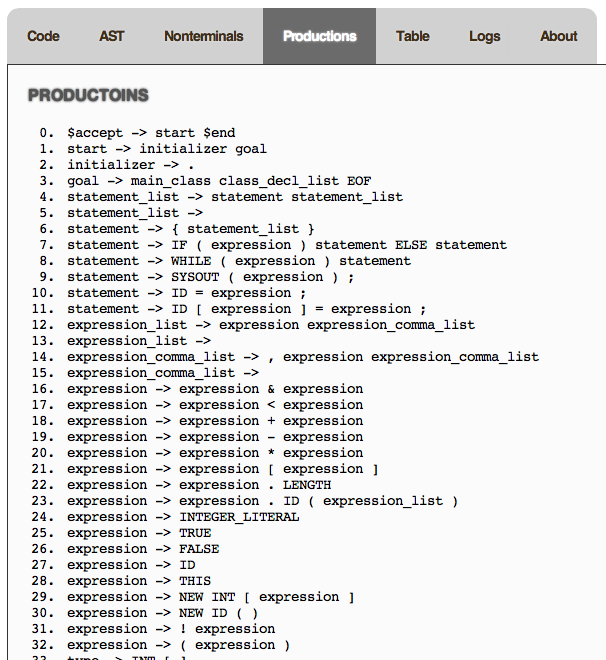 Code AST Nonterminals Productions Table Logs About
PRODUCTOINS
0. $accept -> start $end
1. start -> initializer goal
2. initializer -> .
3. goal -> main_class class_decl_list EOF
4. statement_list -> statement statement_list
5. statement_list ->
6. statement -> { statement_list }
7. statement -> IF ( expression ) statement ELSE statement
8. statement -> WHILE ( expression ) statement
9. statement -> SYSOUT ( expression ) ;
10. statement -> ID = expression ;
11. statement -> ID [ expression ] = expression ;
12. expression_list -> expression expression_comma_list
13. expression_list ->
14. expression_comma_list -> , expression expression_comma_list
15. expression_comma_list ->
16. expression -> expression & expression
17. expression -> expression < expression
18. expression -> expression + expression
19. expression -> expression - expression
20. expression -> expression * expression
21. expression -> expression [ expression ]
22. expression -> expression . LENGTH
23. expression -> expression . ID ( expression_list )
24. expression -> INTEGER_LITERAL
25. expression -> TRUE
26. expression -> FALSE
27. expression -> ID
28. expression -> THIS
29. expression -> NEW INT [ expression ]
30. expression -> NEW ID ( )
31. expression -> ! expression
32. expression -> ( expression )
33. type -> INT [ ]